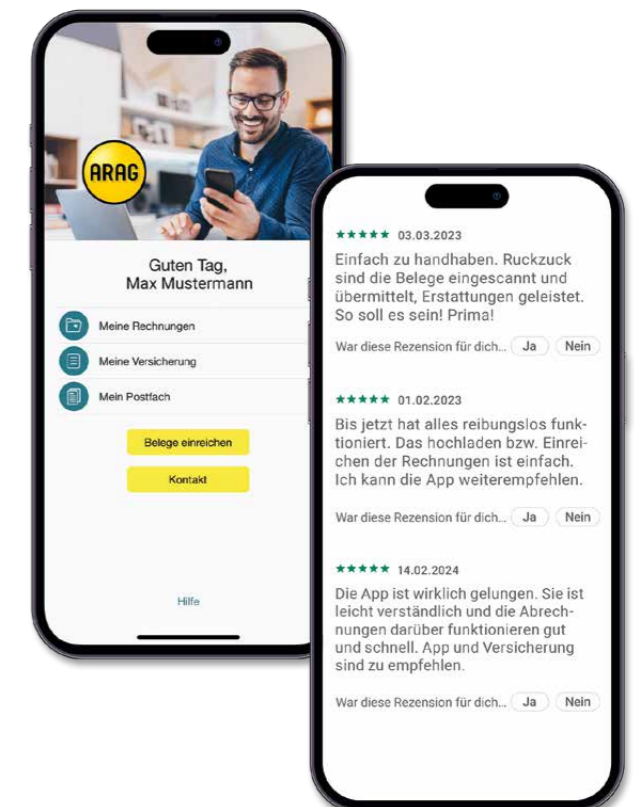 ARAG
Guten Tag,
Max Mustermann
Meine Rechnungen
Meine Versicherung
Mein Postfach
Belege einreichen
Kontakt
Hilfe
★★★★★ 03.03.2023
Einfach zu handhaben. Ruckzuck
sind die Belege eingescannt und
übermittelt, Erstattungen geleistet.
So soll es sein! Prima!
War diese Rezension für dich... Ja Nein
★★★★★ 01.02.2023
Bis jetzt hat alles reibungslos funk-
tioniert. Das hochladen bzw. Einrei-
chen der Rechnungen ist einfach.
Ich kann die App weiterempfehlen.
War diese Rezension für dich... Ja Nein
★★★★★ 14.02.2024
Die App ist wirklich gelungen. Sie ist
leicht verständlich und die Abrech-
nungen darüber funktionieren gut
und schnell. App und Versicherung
sind zu empfehlen.
War diese Rezension für dich... Ja Nein